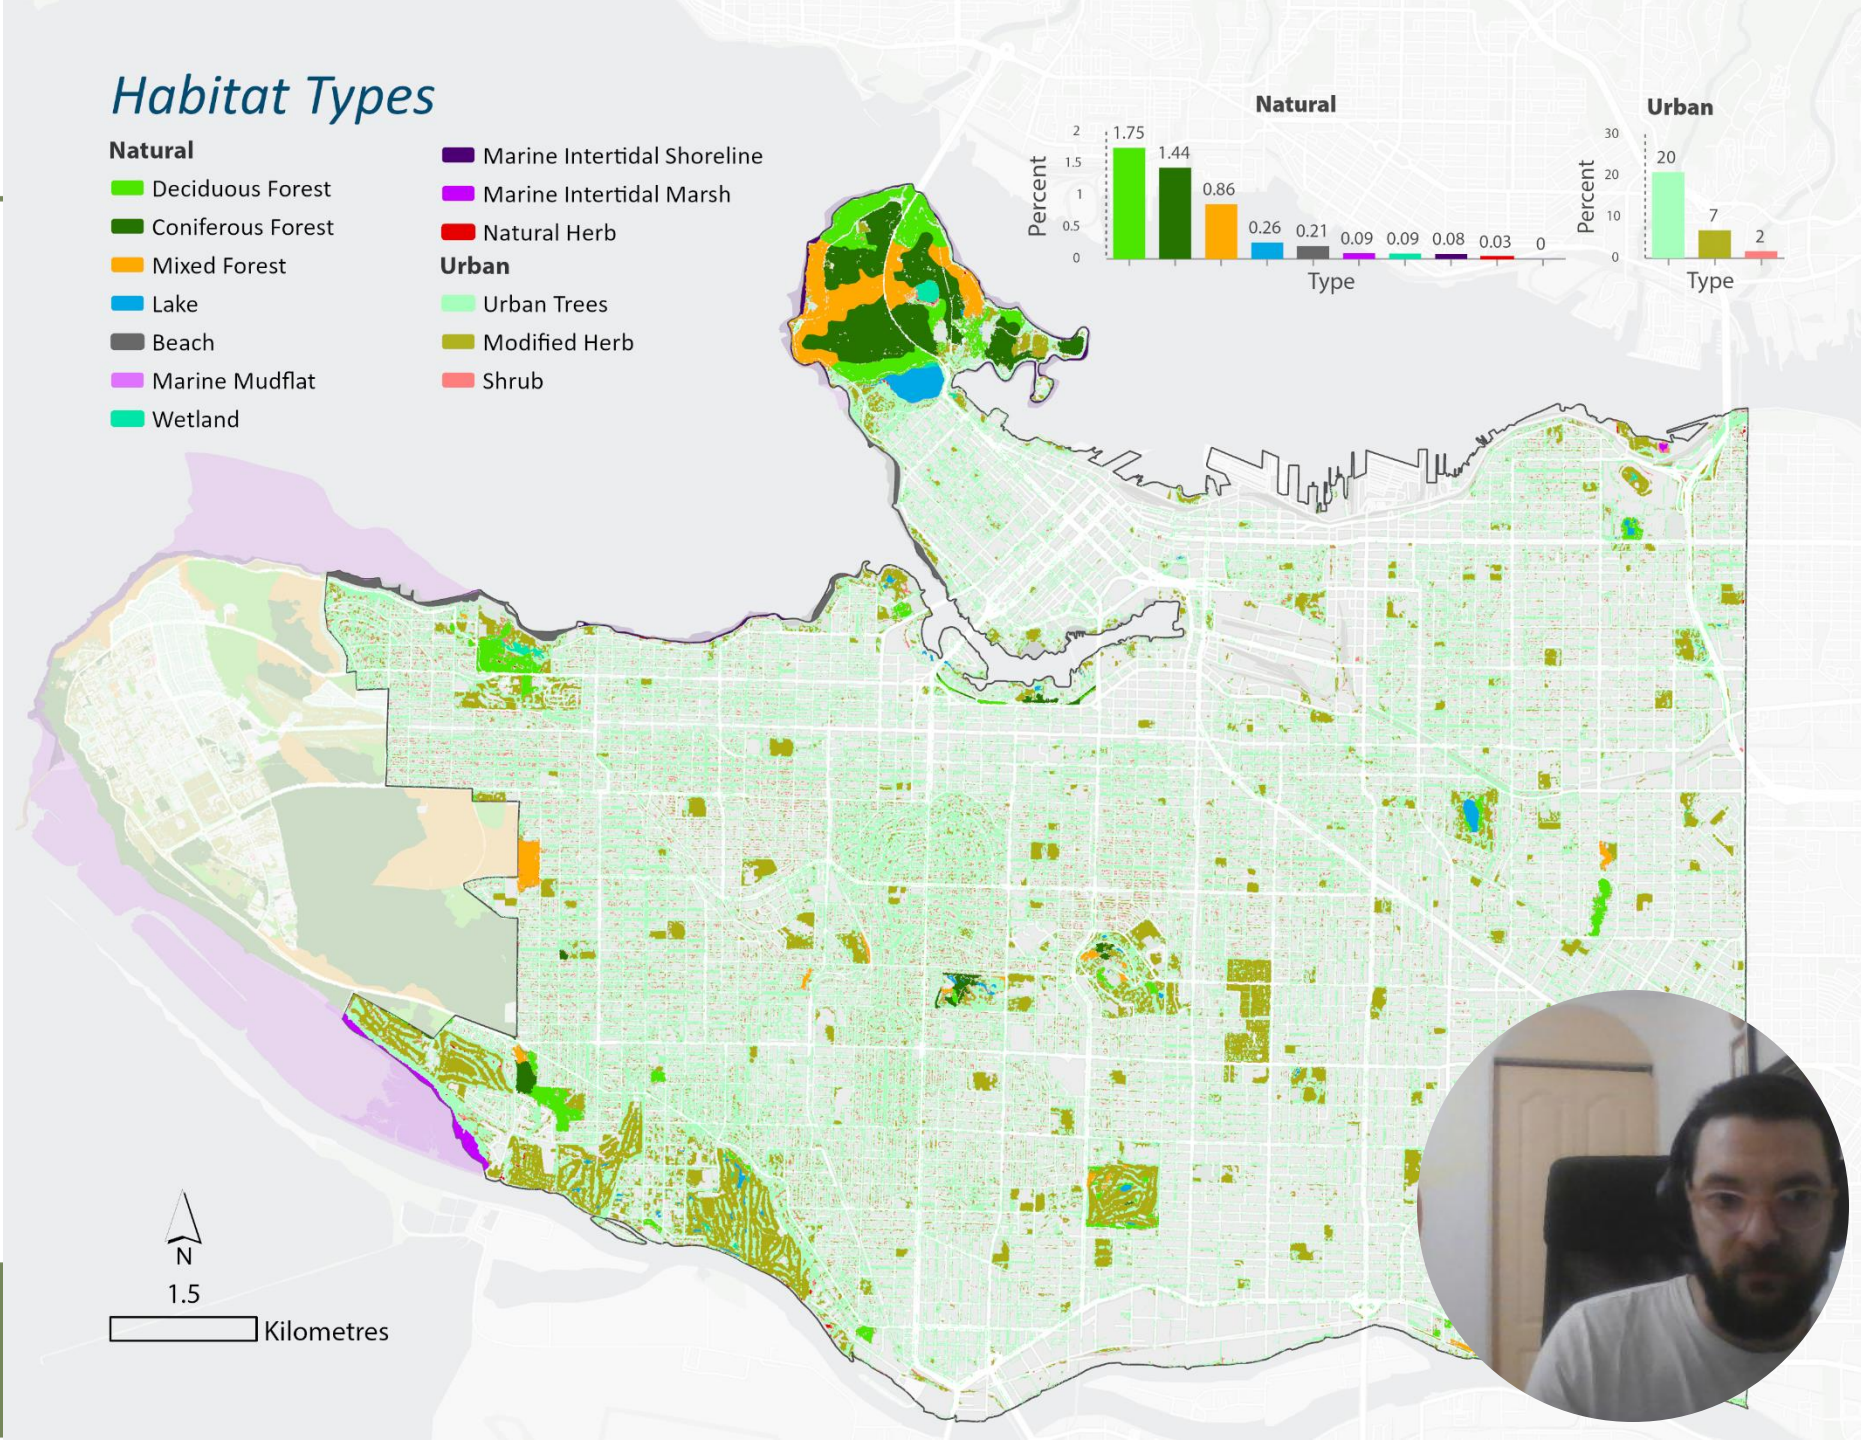 Habitat Types
Natural
Deciduous Forest
Coniferous Forest
Mixed Forest
Lake
Beach
Marine Mudflat
Wetland
Marine Intertidal Shoreline
Marine Intertidal Marsh
Natural Herb
Urban
Urban Trees
Modified Herb
Shrub
Natural
Percent
2
1.5
1
0.5
0
1.75
1.44
0.86
0.26
0.21
0.09
0.09
0.08
0.03
0
Type
Urban
Percent
30
20
10
0
20
7
2
Type
N
1.5
Kilometres